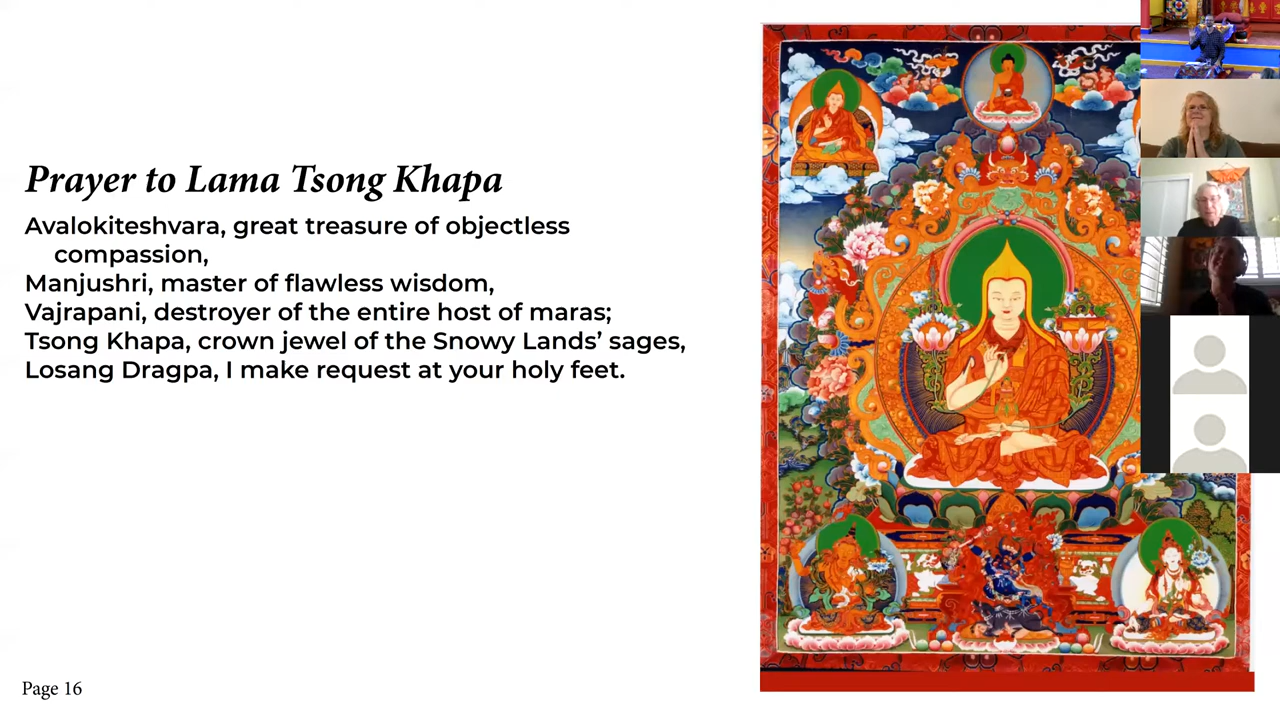 Prayer to Lama Tsong Khapa
Avalokiteshvara, great treasure of objectless
compassion,
Manjushri, master of flawless wisdom,
Vajrapani, destroyer of the entire host of maras;
Tsong Khapa, crown jewel of the Snowy Lands’ sages,
Losang Dragpa, I make request at your holy feet.
Page 16